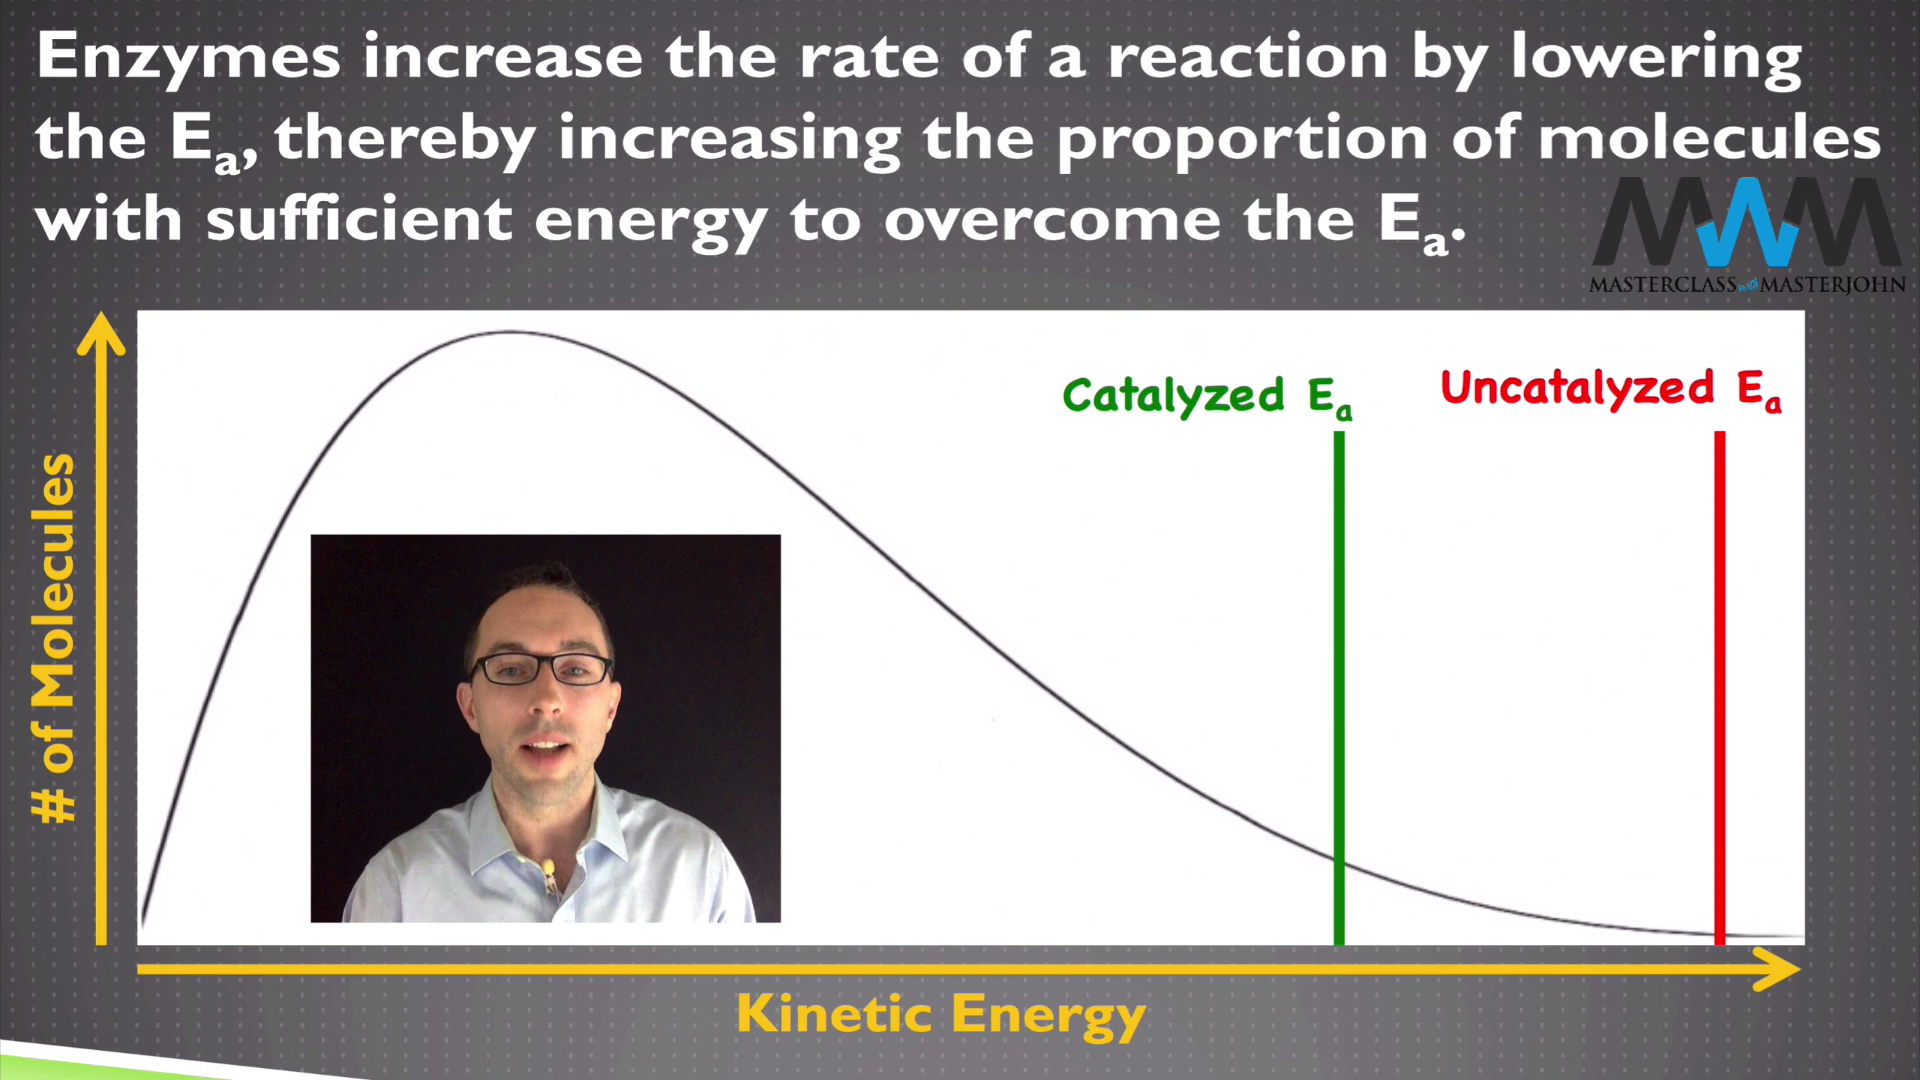 Enzymes increase the rate of a reaction by lowering
the Ea, thereby increasing the proportion of molecules
with sufficient energy to overcome the Ea.
MWM
MASTERCLASS with MASTERJOHN
Catalyzed Ea
Uncatalyzed Ea
# of Molecules
Kinetic Energy